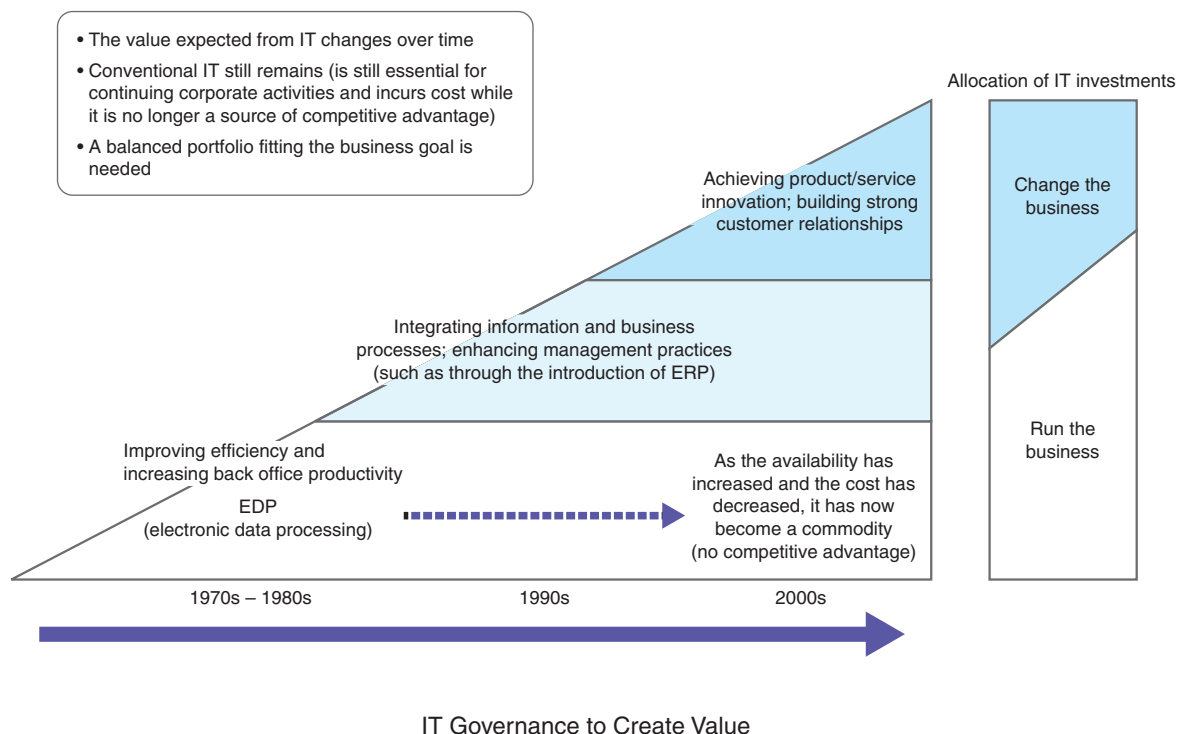 • The value expected from IT changes over time
• Conventional IT still remains (is still essential for
continuing corporate activities and incurs cost while
it is no longer a source of competitive advantage)
• A balanced portfolio fitting the business goal is
needed
Allocation of IT investments
Achieving product/service
innovation; building strong
customer relationships
Change the
business
Integrating information and business
processes; enhancing management practices
(such as through the introduction of ERP)
Run the
business
Improving efficiency and
increasing back office productivity
EDP
(electronic data processing)
As the availability has
increased and the cost has
decreased, it has now
become a commodity
(no competitive advantage)
1970s – 1980s
1990s
2000s
IT Governance to Create Value